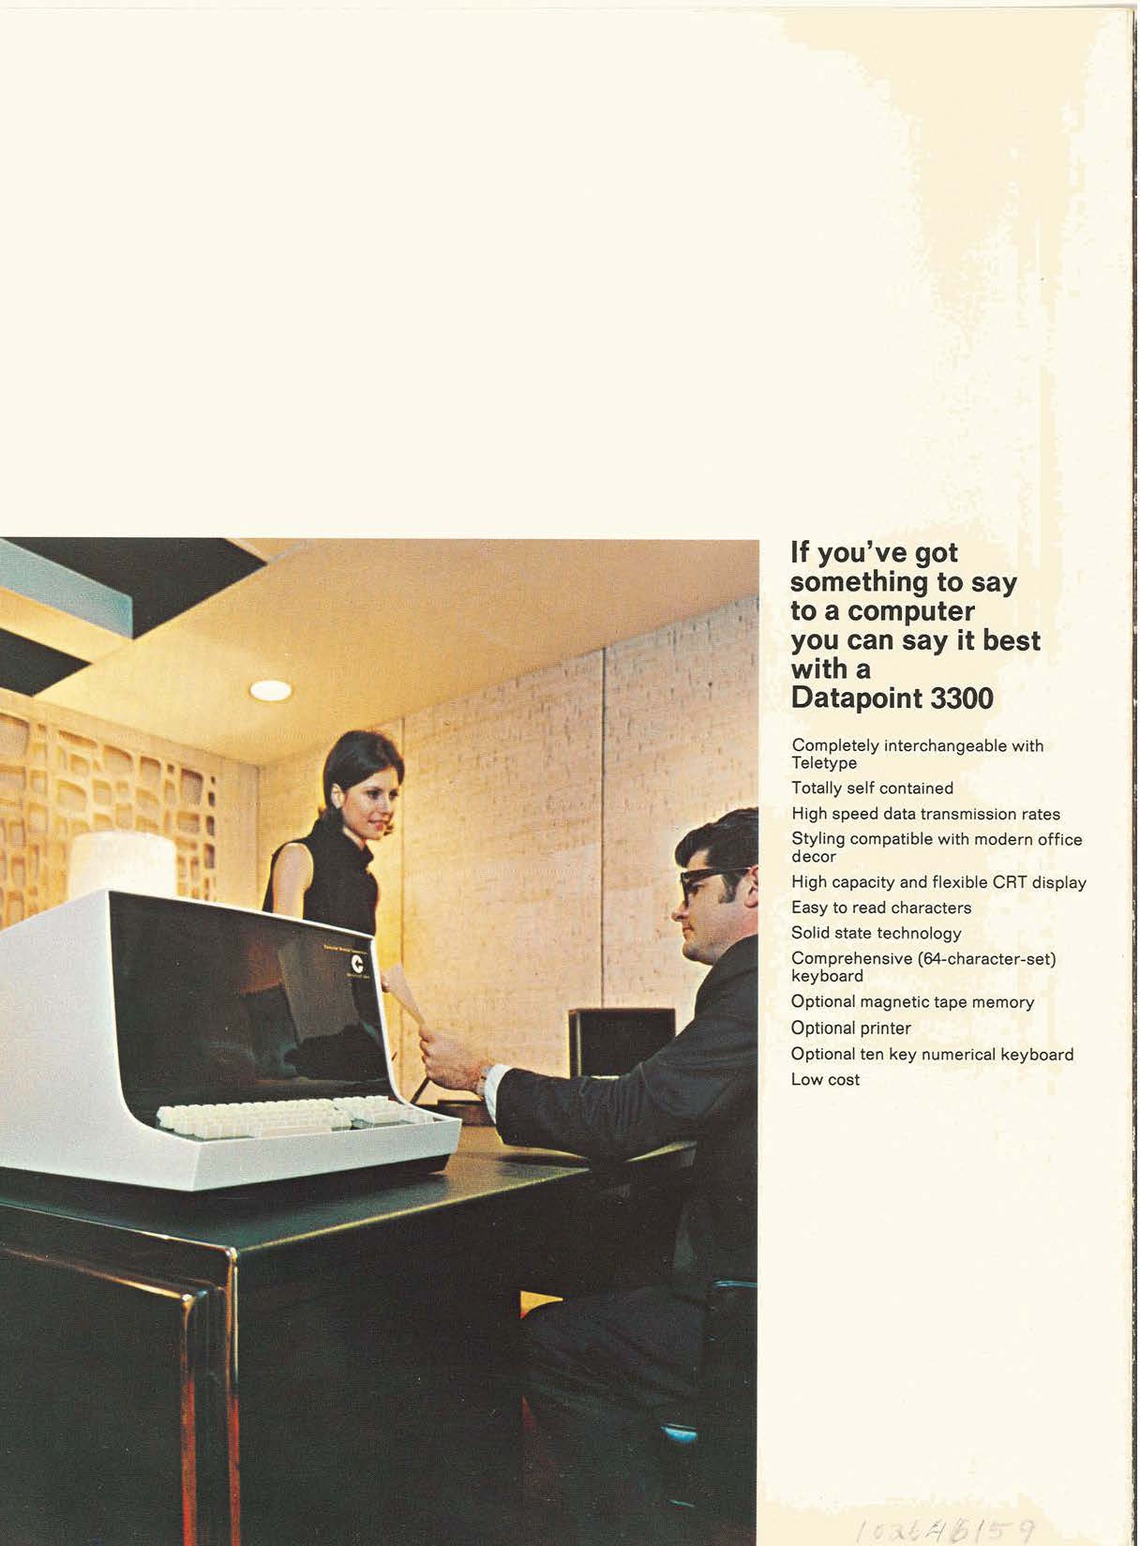 If you've got
something to say
to a computer
you can say it best
with a
Datapoint 3300
Completely interchangeable with
Teletype
Totally self contained
High speed data transmission rates
Styling compatible with modern office
decor
High capacity and flexible CRT display
Easy to read characters
Solid state technology
Comprehensive (64-character-set)
keyboard
Optional magnetic tape memory
Optional printer
Optional ten key numerical keyboard
Low cost